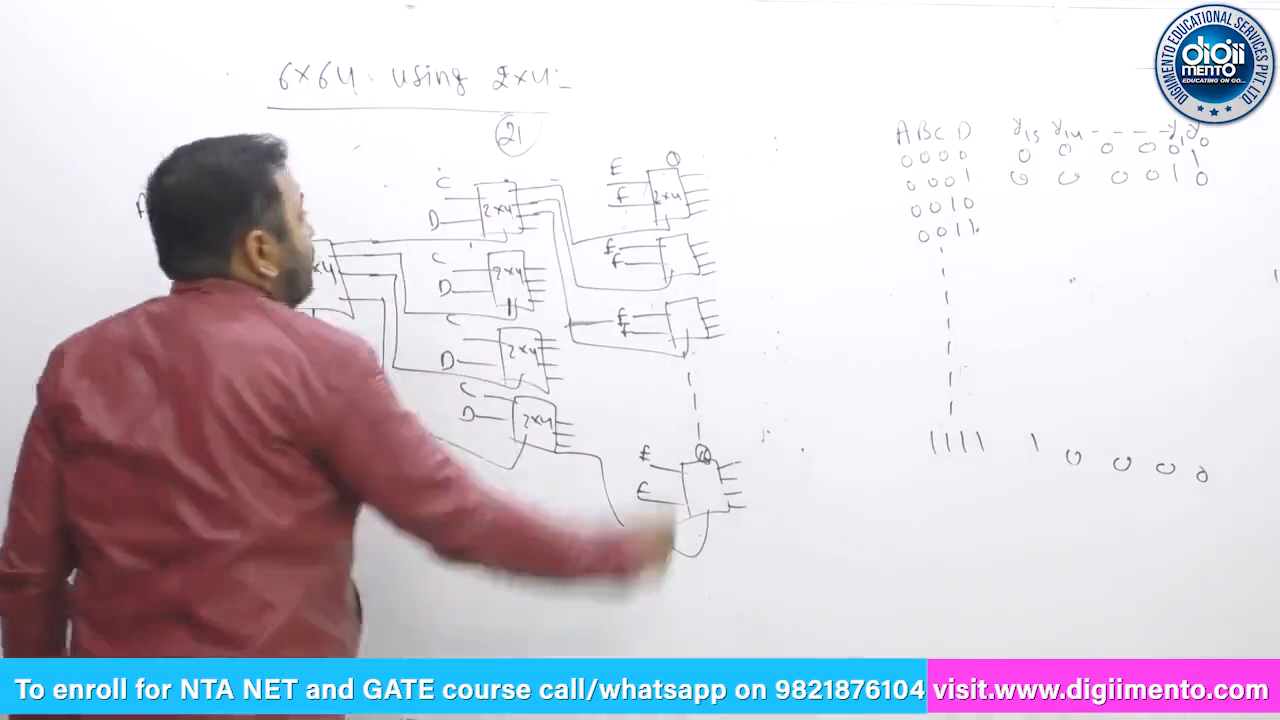 6×64 using 2×4:-
21
A B C D Y15 Y14 - - - - Y1 Y0
0 0 0 0 0 0 0 0 0 1
0 0 0 1 0 0 0 0 1 0
0 0 1 0
0 0 1 1
1 1 1 1 1 0 0 0 0
C
D
2×4
C
D
2×4
C
D
2×4
C
D
2×4
E
F
2×4
E
F
E
F
E
E
DIGIIMENTO EDUCATIONAL SERVICES PVT. LTD
digii
MENTO
EDUCATING ON GO...
To enroll for NTA NET and GATE course call/whatsapp on 9821876104 visit.www.digiimento.com